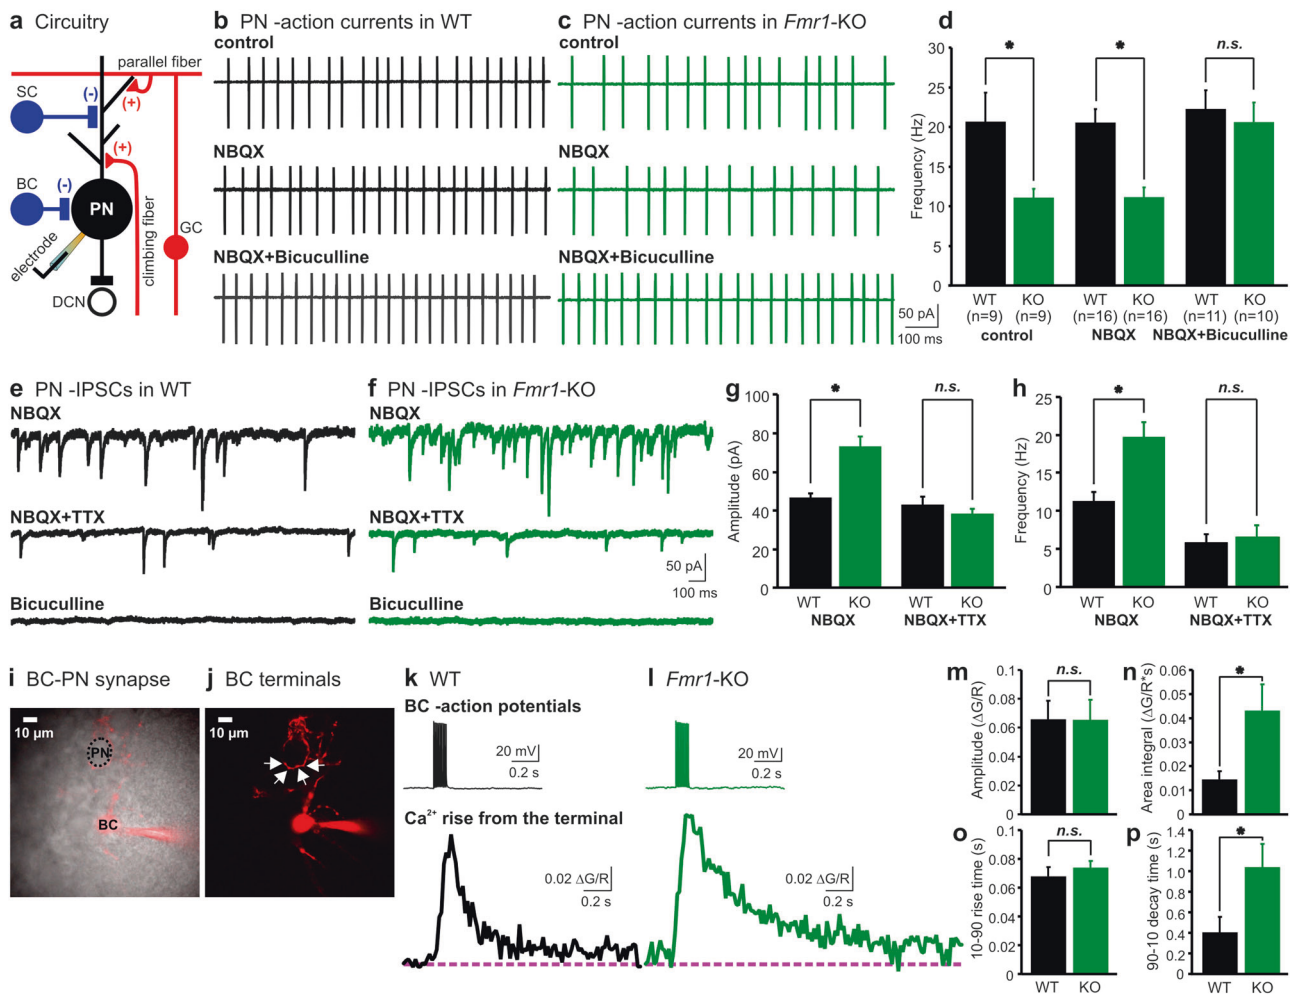 a Circuitry
parallel fiber
SC
(-)
(+)
(+)
BC
(-)
PN
GC
electrode
climbing fiber
DCN
b PN -action currents in WT
control
NBQX
NBQX+Bicuculline
c PN -action currents in Fmr1-KO
control
NBQX
NBQX+Bicuculline
50 pA
100 ms
d
Frequency (Hz)
30
25
20
15
10
5
0
*
*
n.s.
WT KO WT KO WT KO
(n=9) (n=9) (n=16) (n=16) (n=11) (n=10)
control NBQX NBQX+Bicuculline
e PN -IPSCs in WT
NBQX
NBQX+TTX
Bicuculline
f PN -IPSCs in Fmr1-KO
NBQX
NBQX+TTX
50 pA
100 ms
Bicuculline
g
Amplitude (pA)
100
80
60
40
20
0
*
n.s.
WT KO WT KO
NBQX NBQX+TTX
h
Frequency (Hz)
25
20
15
10
5
0
*
n.s.
WT KO WT KO
NBQX NBQX+TTX
i BC-PN synapse
10 µm
PN
BC
j BC terminals
10 µm
k WT
BC -action potentials
20 mV
0.2 s
Ca²⁺ rise from the terminal
0.02 ΔG/R
0.2 s
l Fmr1-KO
20 mV
0.2 s
0.02 ΔG/R
0.2 s
m
Amplitude (ΔG/R)
0.1
0.08
0.06
0.04
0.02
0
n.s.
n
Area integral (ΔG/R*s)
0.06
0.05
0.04
0.03
0.02
0.01
0
*
o
10-90 rise time (s)
0.1
0.08
0.06
0.04
0.02
0
n.s.
WT KO
p
90-10 decay time (s)
1.4
1.2
1.0
0.8
0.6
0.4
0.2
0
*
WT KO